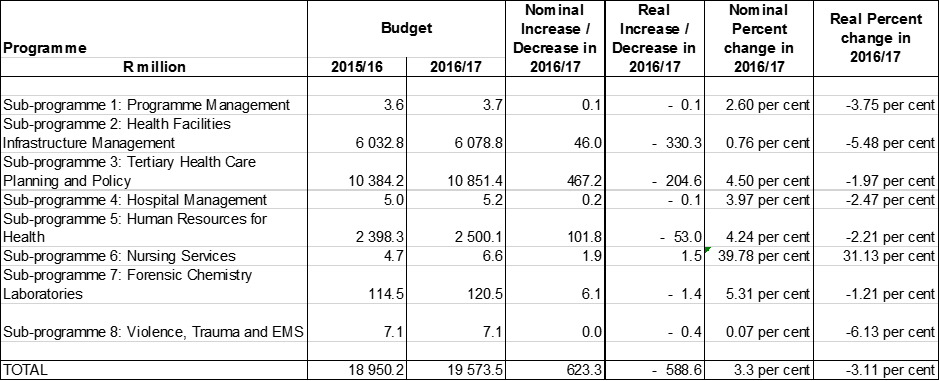 Programme Budget Nominal Increase / Decrease in 2016/17 Real Increase / Decrease in 2016/17 Nominal Percent change in 2016/17 Real Percent change in 2016/17
R million 2015/16 2016/17
Sub-programme 1: Programme Management 3.6 3.7 0.1 - 0.1 2.60 per cent -3.75 per cent
Sub-programme 2: Health Facilities
Infrastructure Management 6 032.8 6 078.8 46.0 - 330.3 0.76 per cent -5.48 per cent
Sub-programme 3: Tertiary Health Care
Planning and Policy 10 384.2 10 851.4 467.2 - 204.6 4.50 per cent -1.97 per cent
Sub-programme 4: Hospital Management 5.0 5.2 0.2 - 0.1 3.97 per cent -2.47 per cent
Sub-programme 5: Human Resources for
Health 2 398.3 2 500.1 101.8 - 53.0 4.24 per cent -2.21 per cent
Sub-programme 6: Nursing Services 4.7 6.6 1.9 1.5 39.78 per cent 31.13 per cent
Sub-programme 7: Forensic Chemistry
Laboratories 114.5 120.5 6.1 - 1.4 5.31 per cent -1.21 per cent
Sub-programme 8: Violence, Trauma and EMS 7.1 7.1 0.0 - 0.4 0.07 per cent -6.13 per cent
TOTAL 18 950.2 19 573.5 623.3 - 588.6 3.3 per cent -3.11 per cent